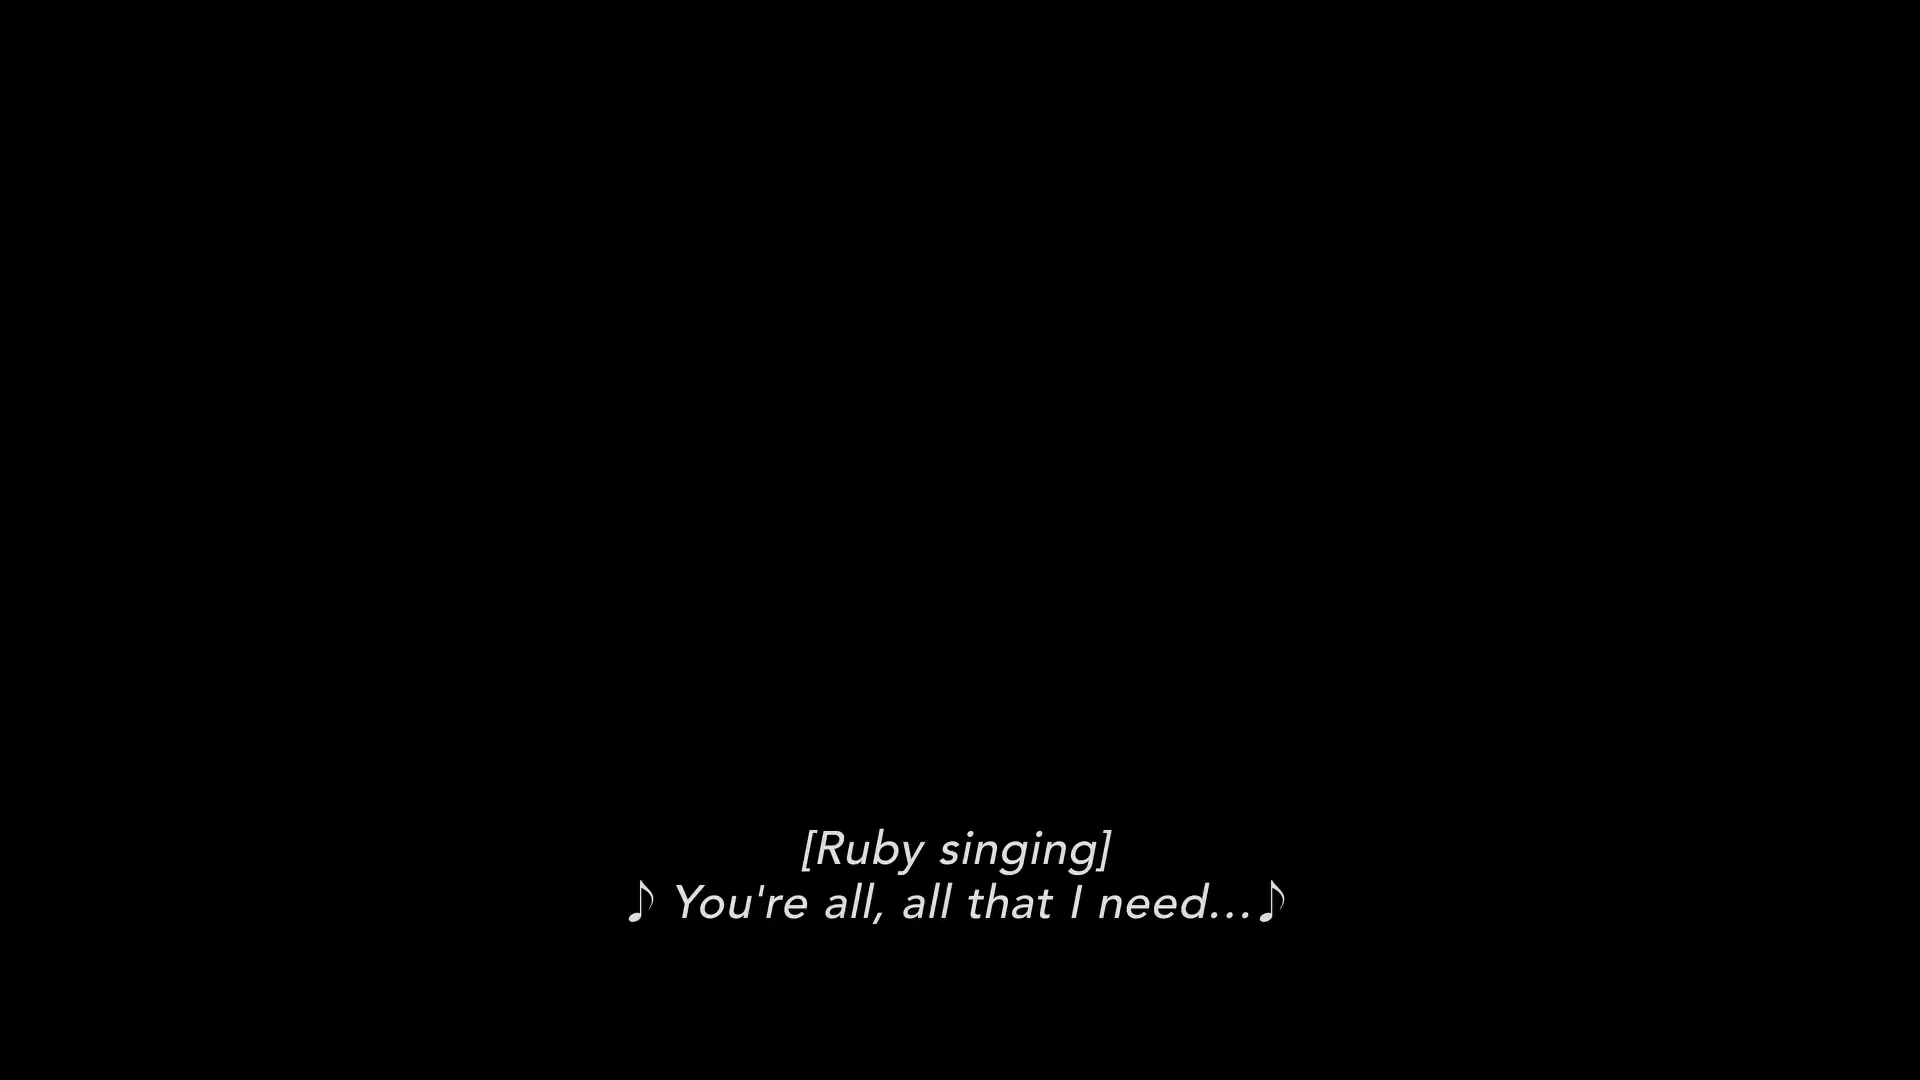 [Ruby singing]
♪ You're all, all that I need...♪